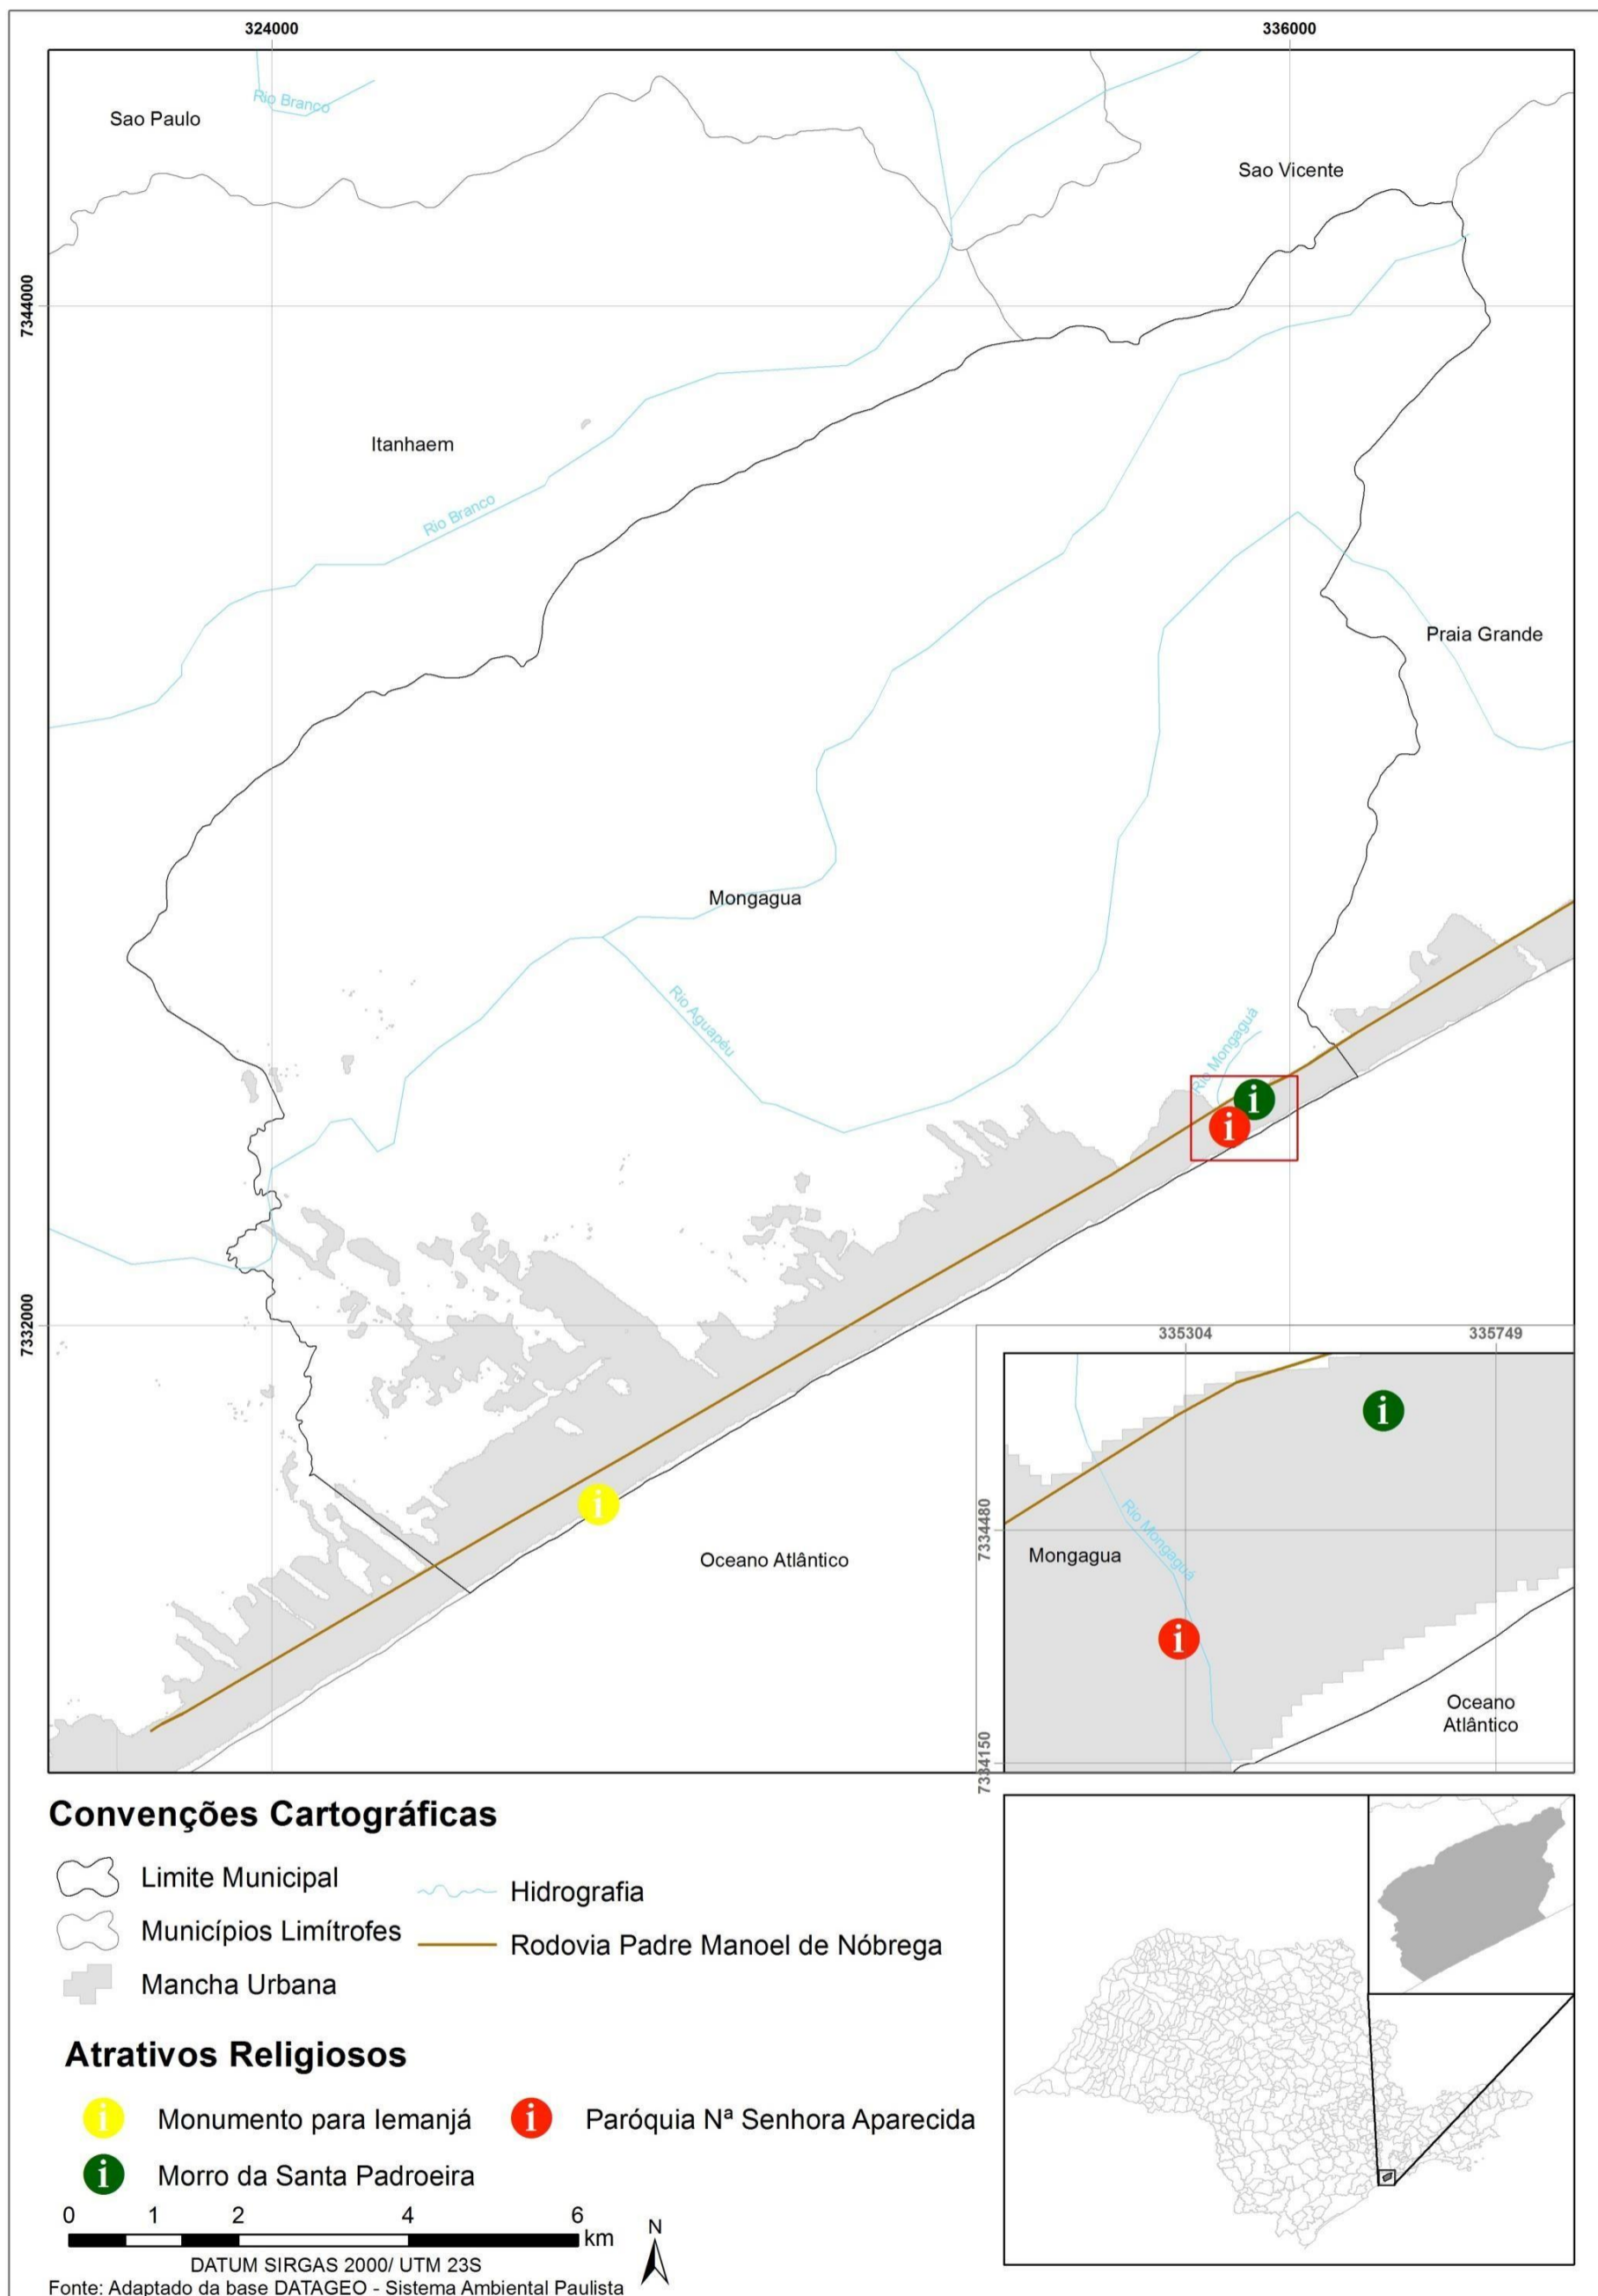 324000
336000
Rio Branco
Sao Paulo
Sao Vicente
7344000
Itanhaem
Rio Branco
Praia Grande
Mongagua
Rio Aguapéu
Rio Mongaguá
i
i
7332000
335304
335749
i
i
7334480
Rio Mongaguá
Mongagua
Oceano Atlântico
i
Oceano
Atlântico
7334150
Convenções Cartográficas
Limite Municipal
Hidrografia
Municípios Limítrofes
Rodovia Padre Manoel de Nóbrega
Mancha Urbana
Atrativos Religiosos
i Monumento para Iemanjá
i Paróquia Nª Senhora Aparecida
i Morro da Santa Padroeira
0 1 2 4 6
km
N
DATUM SIRGAS 2000/ UTM 23S
Fonte: Adaptado da base DATAGEO - Sistema Ambiental Paulista